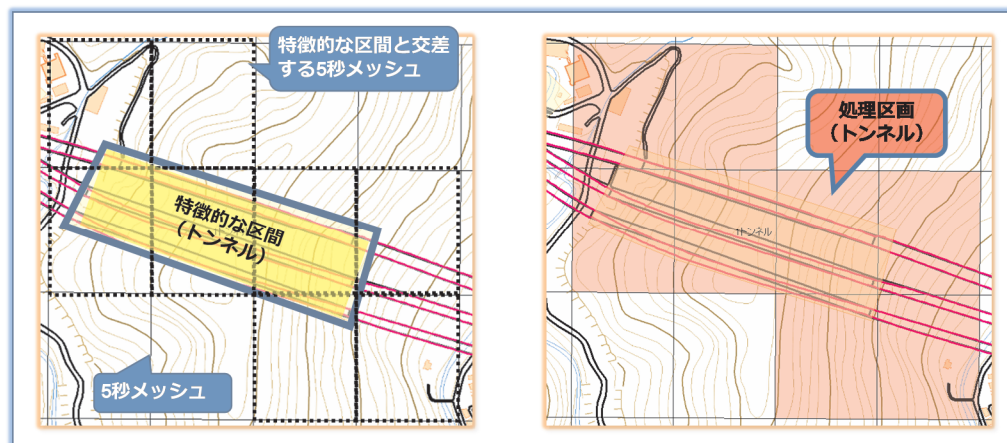 特徴的な区間と交差
する5秒メッシュ
特徴的な区間
（トンネル）
5秒メッシュ
処理区画
（トンネル）
トンネル